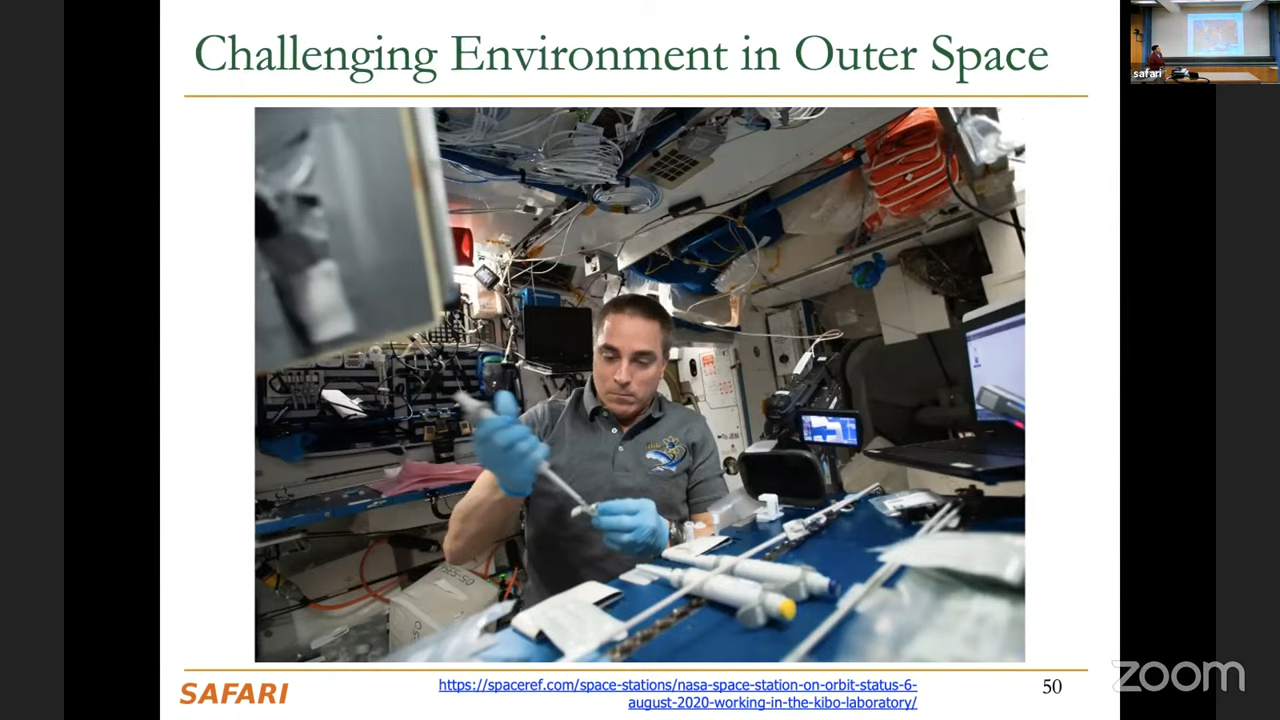 Challenging Environment in Outer Space
safari
SAFARI
https://spaceref.com/space-stations/nasa-space-station-on-orbit-status-6-
august-2020-working-in-the-kibo-laboratory/
50
zoom